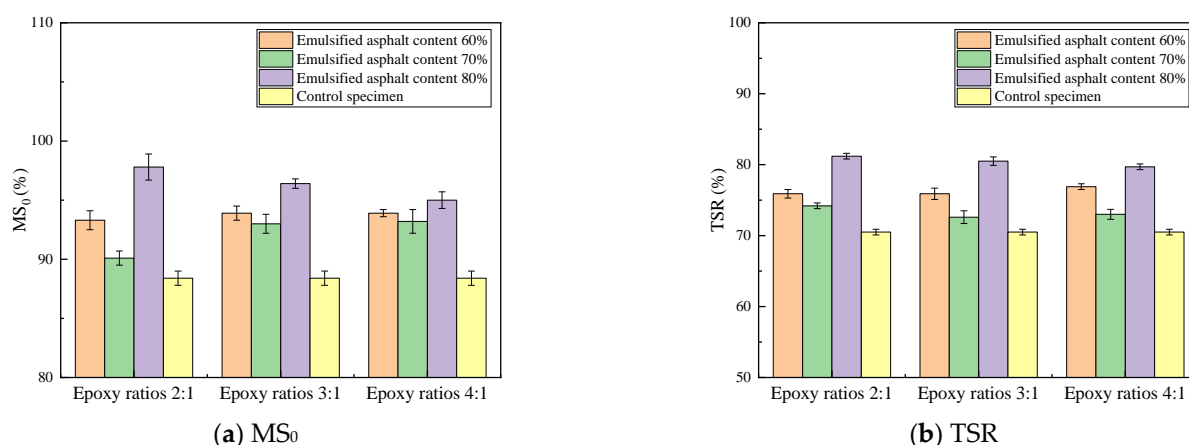 110
100
90
80
MS₀ (%)
Emulsified asphalt content 60%
Emulsified asphalt content 70%
Emulsified asphalt content 80%
Control specimen
Epoxy ratios 2:1 Epoxy ratios 3:1 Epoxy ratios 4:1
(a) MS₀
100
90
80
70
60
50
TSR (%)
Emulsified asphalt content 60%
Emulsified asphalt content 70%
Emulsified asphalt content 80%
Control specimen
Epoxy ratios 2:1 Epoxy ratios 3:1 Epoxy ratios 4:1
(b) TSR